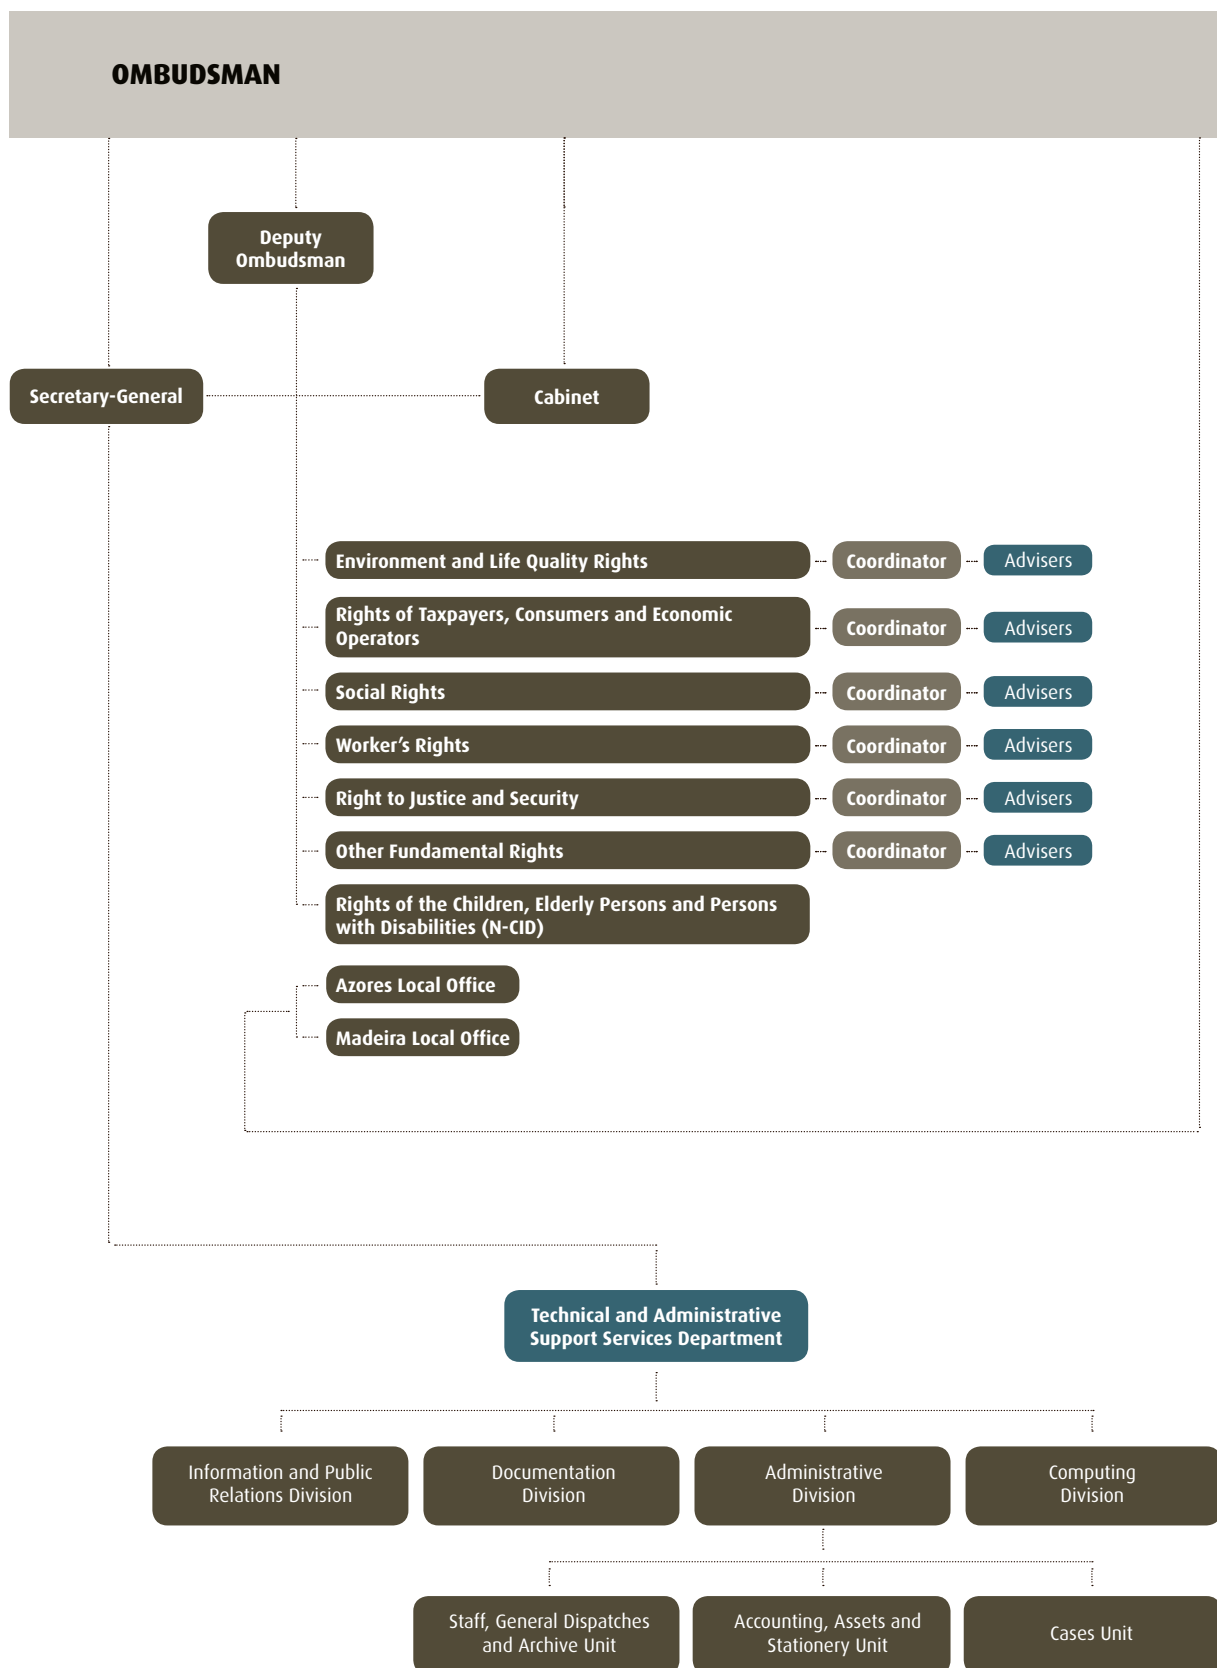 OMBUDSMAN
Deputy
Ombudsman
Secretary-General
Cabinet
Environment and Life Quality Rights
Coordinator
Advisers
Rights of Taxpayers, Consumers and Economic
Operators
Coordinator
Advisers
Social Rights
Coordinator
Advisers
Worker's Rights
Coordinator
Advisers
Right to Justice and Security
Coordinator
Advisers
Other Fundamental Rights
Coordinator
Advisers
Rights of the Children, Elderly Persons and Persons
with Disabilities (N-CID)
Azores Local Office
Madeira Local Office
Technical and Administrative
Support Services Department
Information and Public
Relations Division
Documentation
Division
Administrative
Division
Computing
Division
Staff, General Dispatches
and Archive Unit
Accounting, Assets and
Stationery Unit
Cases Unit